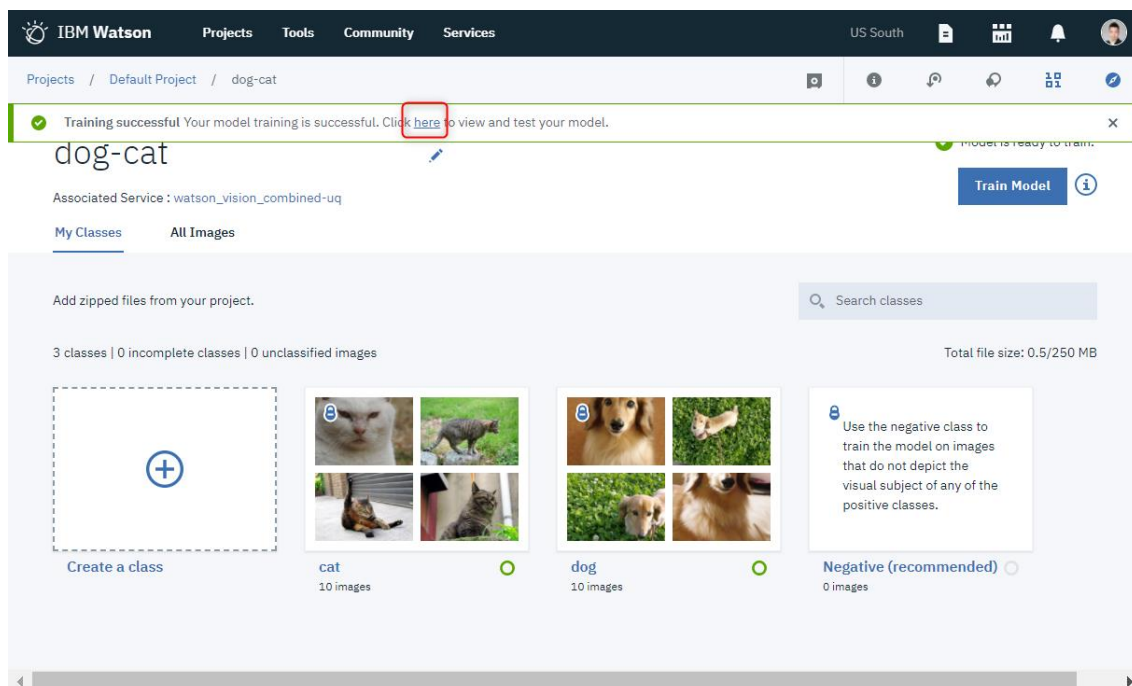 IBM Watson Projects Tools Community Services US South
Projects / Default Project / dog-cat
Training successful Your model training is successful. Click here to view and test your model.
dog-cat
Model is ready to train.
Train Model
Associated Service : watson_vision_combined-uq
My Classes All Images
Add zipped files from your project.
Search classes
3 classes | 0 incomplete classes | 0 unclassified images
Total file size: 0.5/250 MB
Use the negative class to
train the model on images
that do not depict the
visual subject of any of the
positive classes.
Create a class
cat
10 images
dog
10 images
Negative (recommended)
0 images